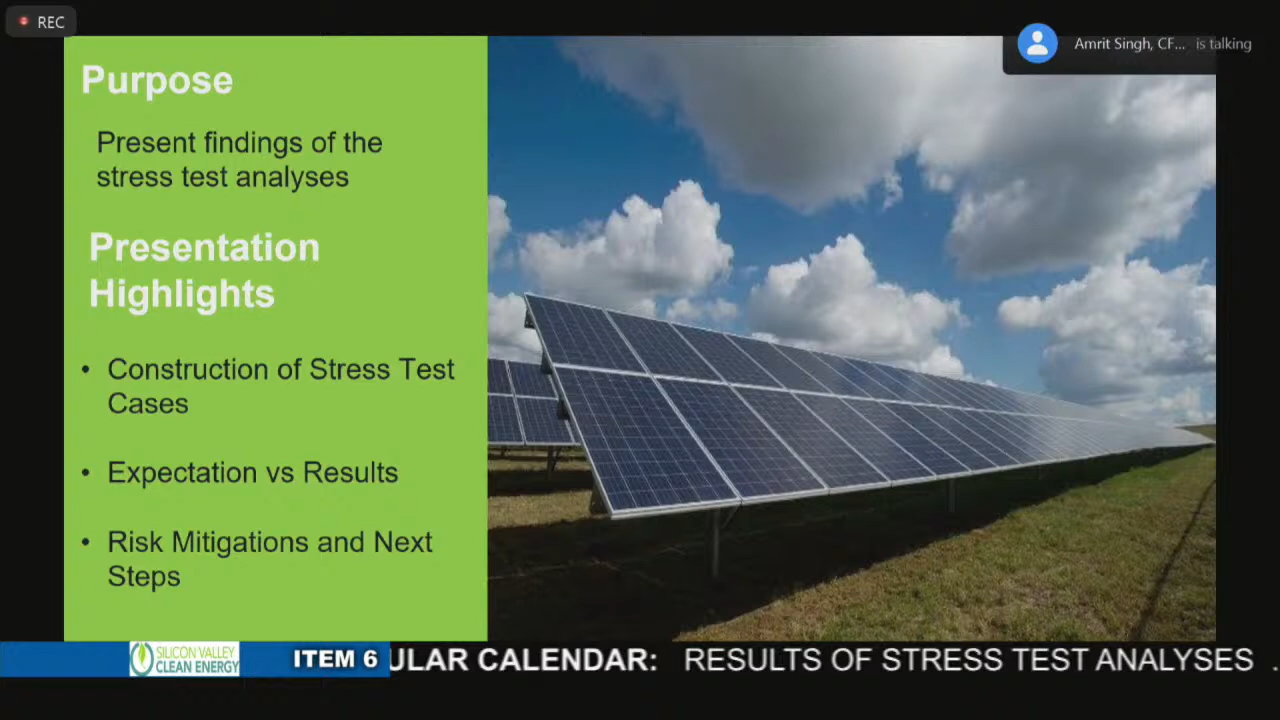 REC
Amrit Singh, CF... is talking
Purpose
Present findings of the
stress test analyses
Presentation
Highlights
• Construction of Stress Test
Cases
• Expectation vs Results
• Risk Mitigations and Next
Steps
SILICON VALLEY
CLEAN ENERGY
ITEM 6 ULAR CALENDAR: RESULTS OF STRESS TEST ANALYSES .